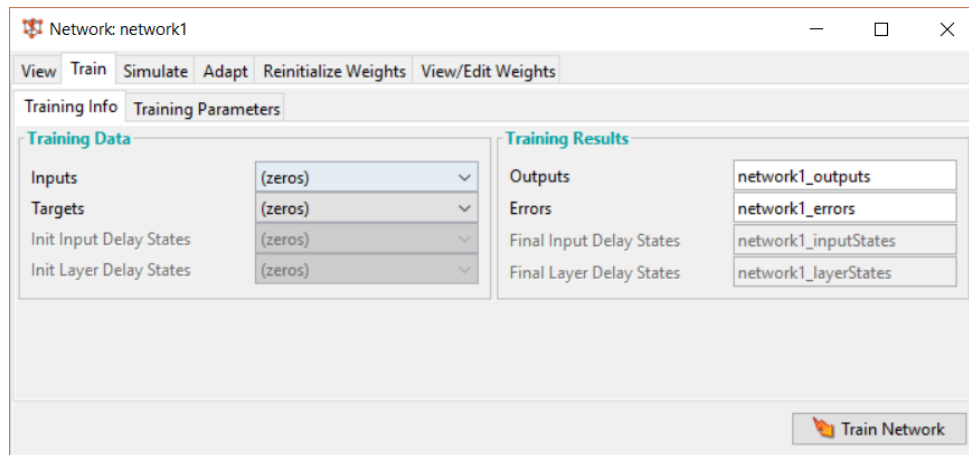 Network: network1
View Train Simulate Adapt Reinitialize Weights View/Edit Weights
Training Info Training Parameters
Training Data
Inputs (zeros)
Targets (zeros)
Init Input Delay States (zeros)
Init Layer Delay States (zeros)
Training Results
Outputs network1_outputs
Errors network1_errors
Final Input Delay States network1_inputStates
Final Layer Delay States network1_layerStates
Train Network